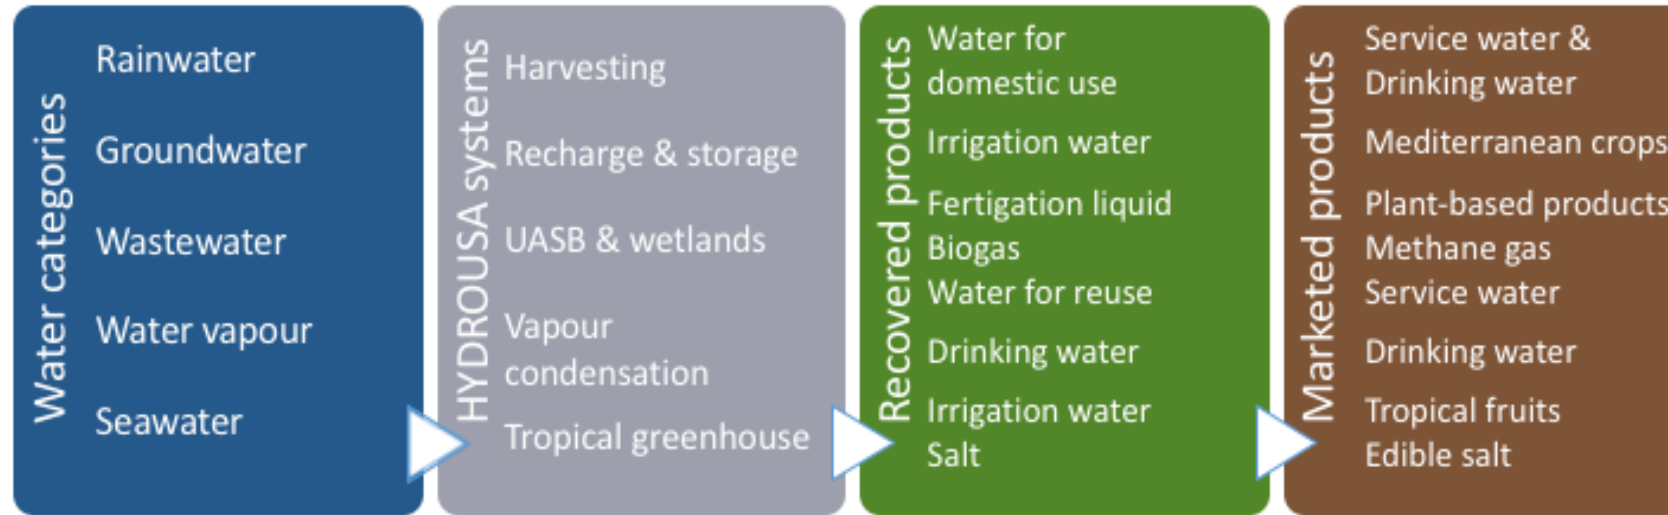 Water categories
Rainwater
Groundwater
Wastewater
Water vapour
Seawater
HYDROUSA systems
Harvesting
Recharge & storage
UASB & wetlands
Vapour
condensation
Tropical greenhouse
Recovered products
Water for
domestic use
Irrigation water
Fertigation liquid
Biogas
Water for reuse
Drinking water
Irrigation water
Salt
Marketed products
Service water &
Drinking water
Mediterranean crops
Plant-based products
Methane gas
Service water
Drinking water
Tropical fruits
Edible salt